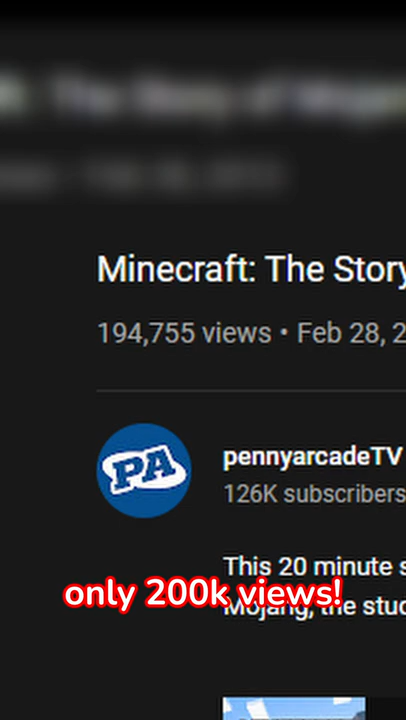 Minecraft: The Story
194,755 views • Feb 28, 2
PA
pennyarcadeTV
126K subscribers
This 20 minute s
only 200k views!
Mojang, the stud